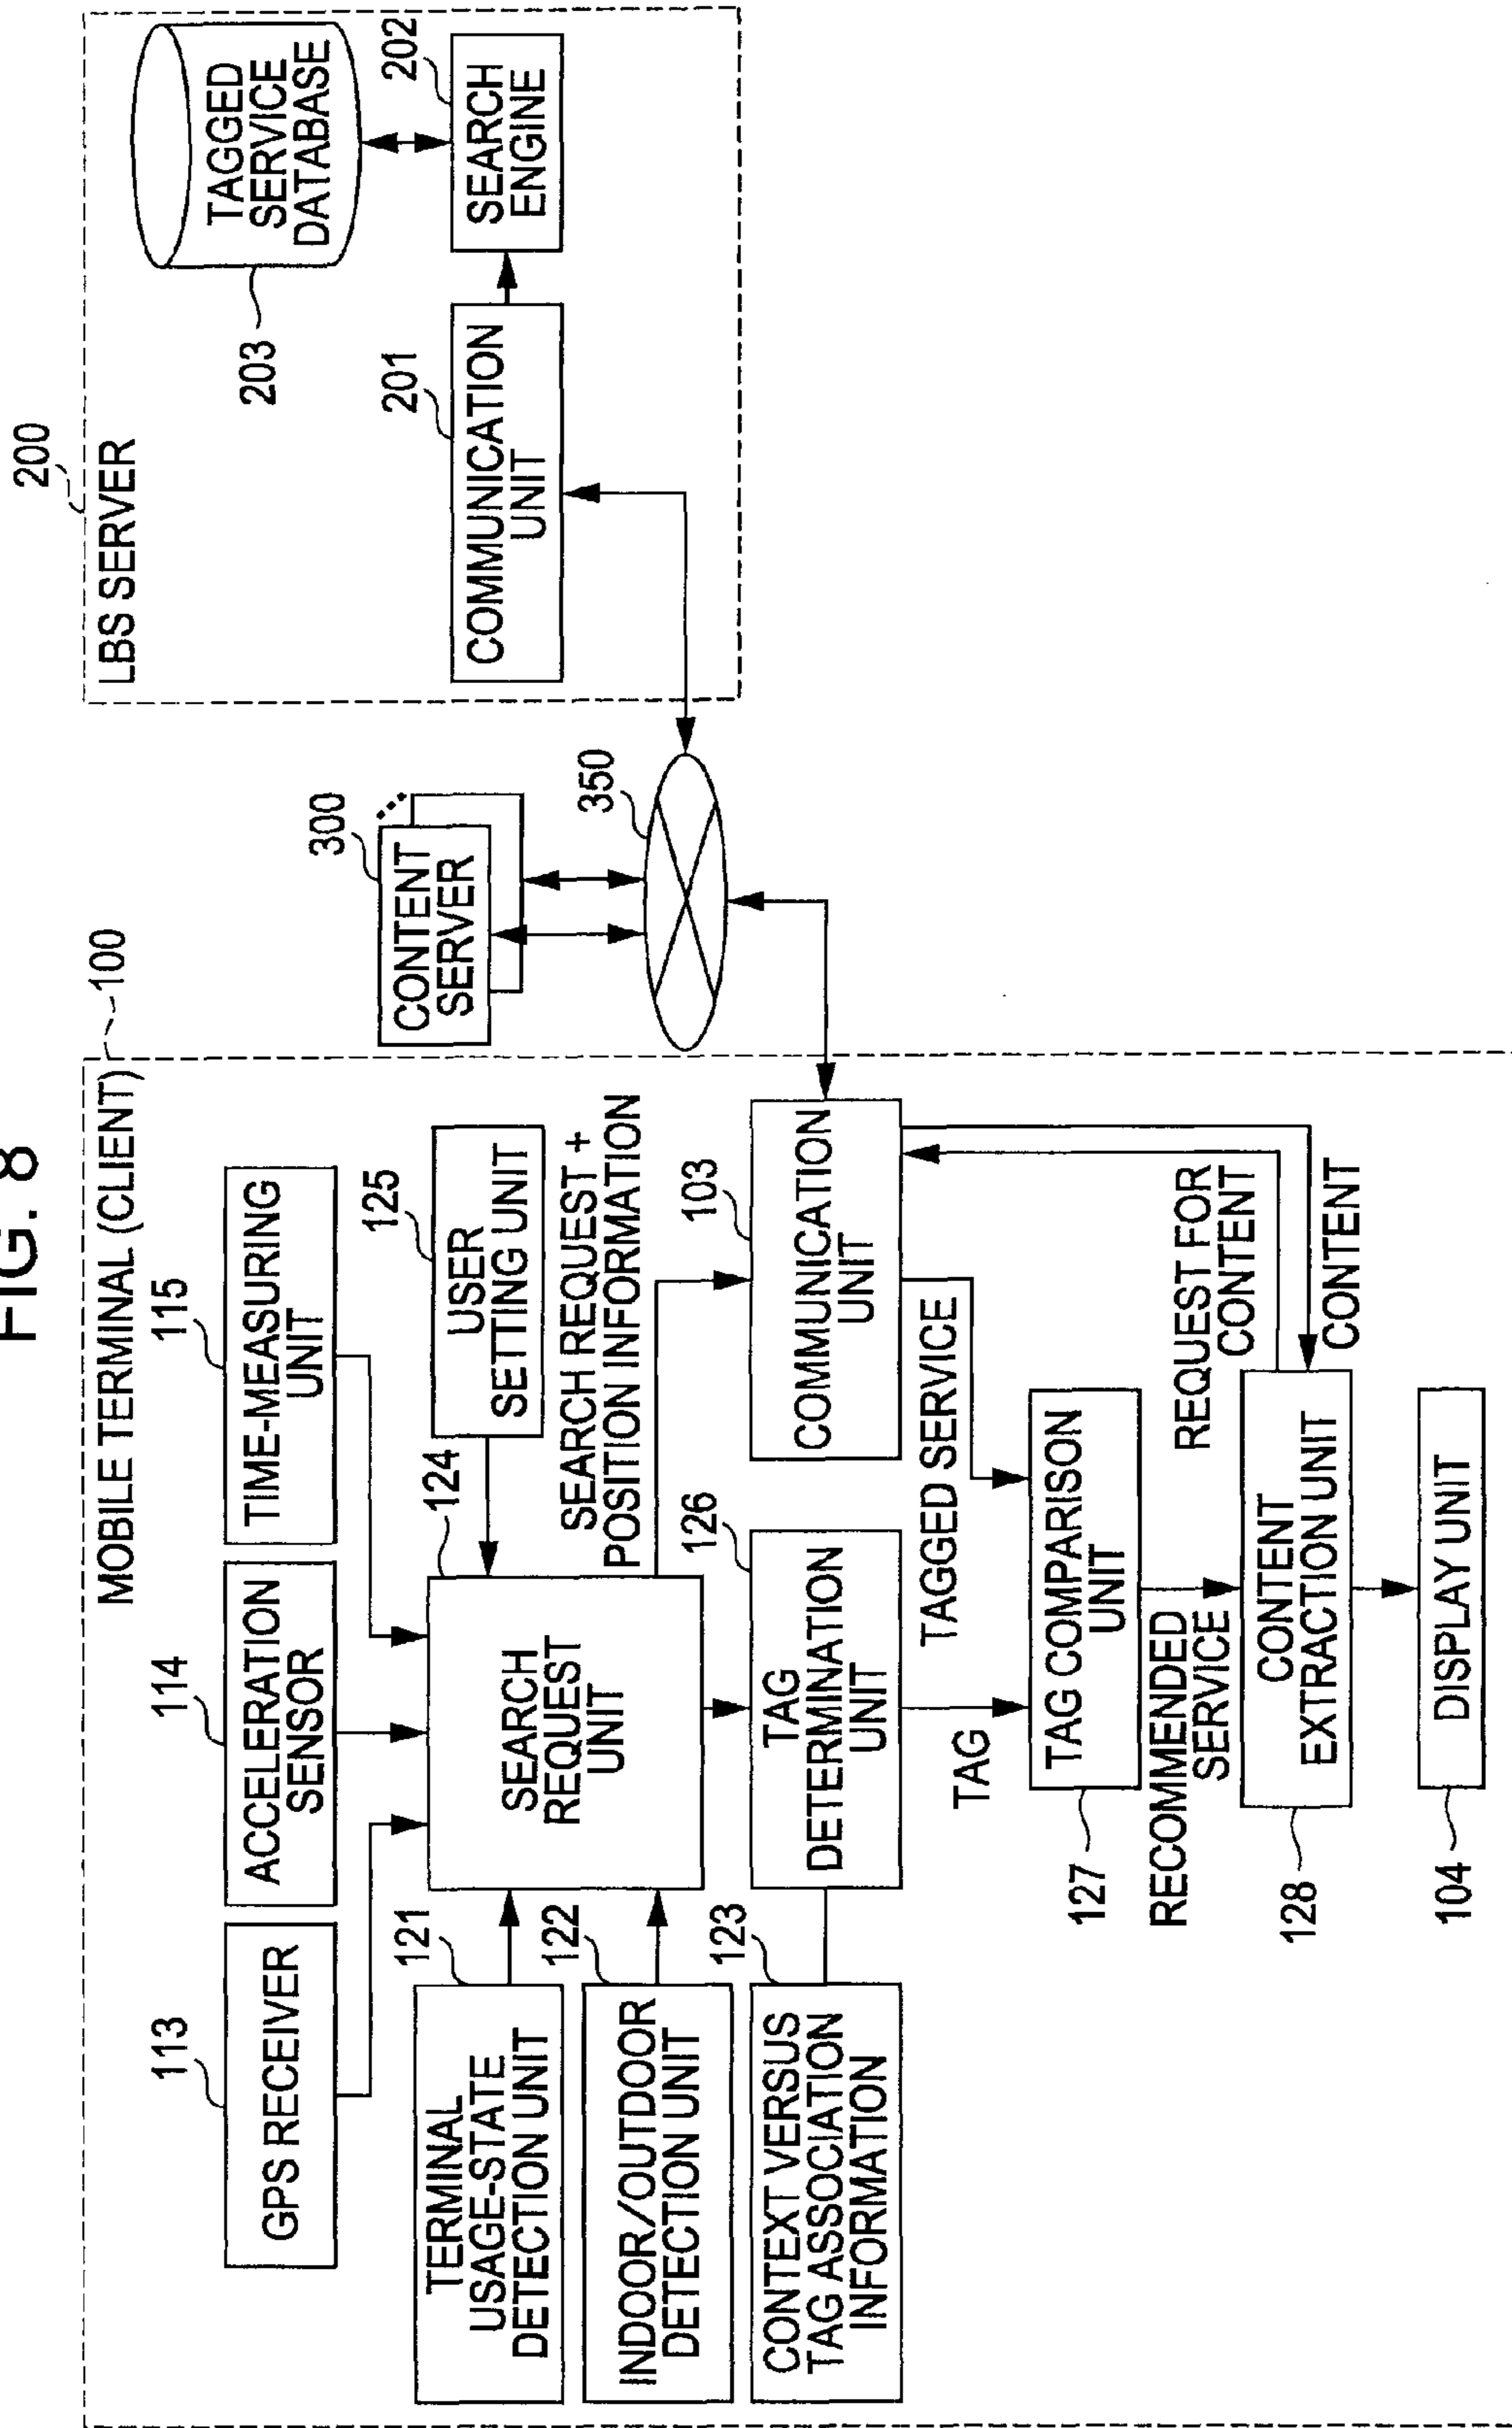 FIG. 8
MOBILE TERMINAL (CLIENT)
100
113
GPS RECEIVER
114
ACCELERATION
SENSOR
115
TIME-MEASURING
UNIT
121
TERMINAL
USAGE-STATE
DETECTION UNIT
122
INDOOR/OUTDOOR
DETECTION UNIT
123
CONTEXT VERSUS
TAG ASSOCIATION
INFORMATION
124
SEARCH
REQUEST
UNIT
125
USER
SETTING UNIT
SEARCH REQUEST +
POSITION INFORMATION
126
TAG
DETERMINATION
UNIT
103
COMMUNICATION
UNIT
TAG
TAGGED SERVICE
127
TAG COMPARISON
UNIT
RECOMMENDED
SERVICE
REQUEST FOR
CONTENT
CONTENT
128
CONTENT
EXTRACTION UNIT
104
DISPLAY UNIT
300
CONTENT
SERVER
350
200
LBS SERVER
201
COMMUNICATION
UNIT
202
SEARCH
ENGINE
203
TAGGED
SERVICE
DATABASE